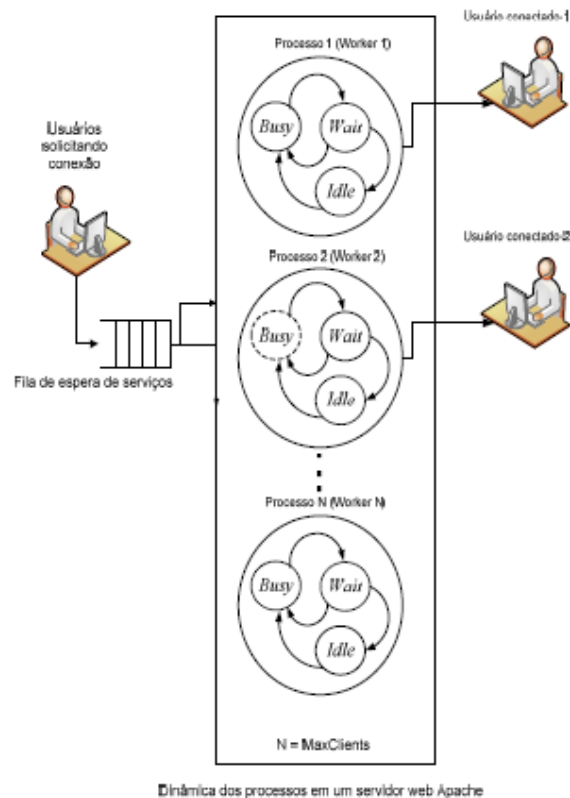 Usuário conectado-1
Processo 1 (Worker 1)
Usuários
solicitando
conexão
Busy
Wait
Idle
Usuário conectado-2
Processo 2 (Worker 2)
Busy
Wait
Idle
Fila de espera de serviços
Processo N (Worker N)
Busy
Wait
Idle
N = MaxClients
Dinâmica dos processos em um servidor web Apache